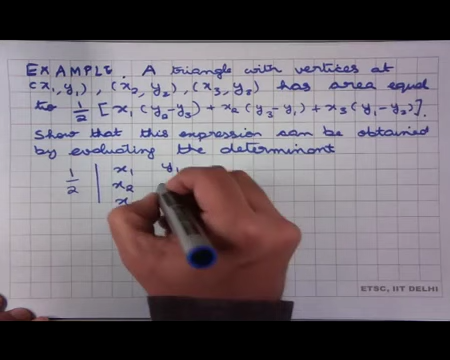 EXAMPLE. A triangle with vertices at
(x₁, y₁), (x₂, y₂), (x₃, y₃) has area equal
to 1/2 [x₁(y₂-y₃) + x₂(y₃-y₁) + x₃(y₁-y₂)].
Show that this expression can be obtained
by evaluating the determinant
1/2 | x₁ y₁
x₂
x
ETSC, IIT DELHI